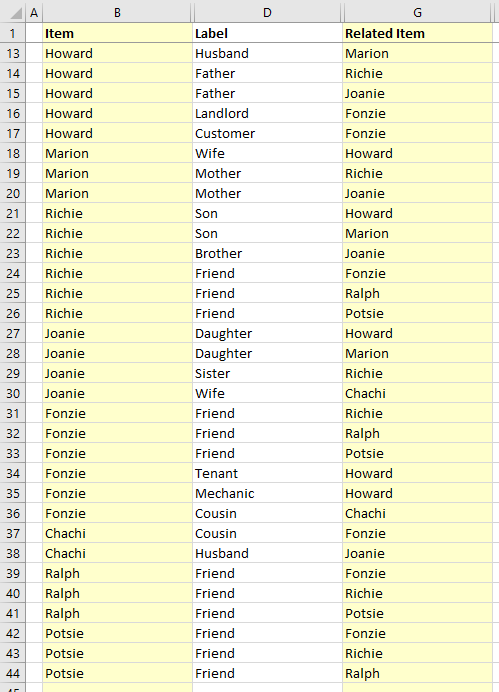 A B D G
1 Item Label Related Item
13 Howard Husband Marion
14 Howard Father Richie
15 Howard Father Joanie
16 Howard Landlord Fonzie
17 Howard Customer Fonzie
18 Marion Wife Howard
19 Marion Mother Richie
20 Marion Mother Joanie
21 Richie Son Howard
22 Richie Son Marion
23 Richie Brother Joanie
24 Richie Friend Fonzie
25 Richie Friend Ralph
26 Richie Friend Potsie
27 Joanie Daughter Howard
28 Joanie Daughter Marion
29 Joanie Sister Richie
30 Joanie Wife Chachi
31 Fonzie Friend Richie
32 Fonzie Friend Ralph
33 Fonzie Friend Potsie
34 Fonzie Tenant Howard
35 Fonzie Mechanic Howard
36 Fonzie Cousin Chachi
37 Chachi Cousin Fonzie
38 Chachi Husband Joanie
39 Ralph Friend Fonzie
40 Ralph Friend Richie
41 Ralph Friend Potsie
42 Potsie Friend Fonzie
43 Potsie Friend Richie
44 Potsie Friend Ralph